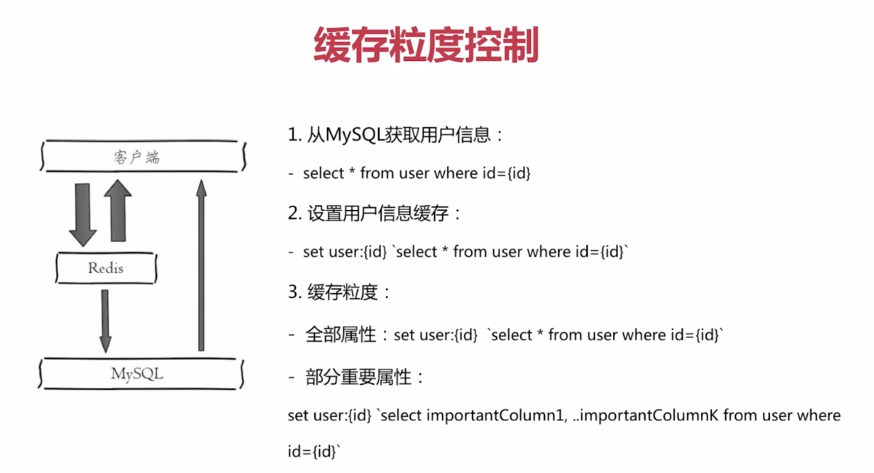 缓存粒度控制
客户端
Redis
MySQL
1. 从MySQL获取用户信息：
- select * from user where id={id}
2. 设置用户信息缓存：
- set user:{id} `select * from user where id={id}`
3. 缓存粒度：
- 全部属性：set user:{id} `select * from user where id={id}`
- 部分重要属性：
set user:{id} `select importantColumn1, ..importantColumnK from user where
id={id}`